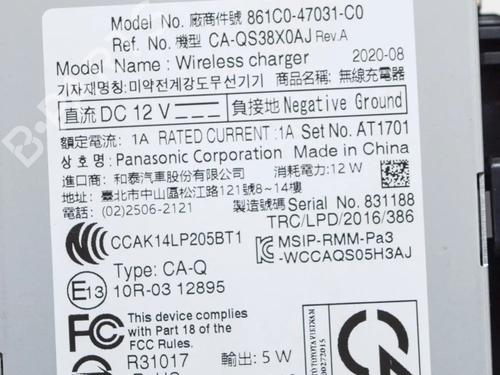 Model No. 廠商件號 861C0-47031-C0
Ref. No. 機型 CA-QS38X0AJ Rev.A
Model Name : Wireless charger 2020-08
기자재명칭: 미약전계강도무선기기 商品名稱: 無線充電器
直流 DC 12 V 負接地 Negative Ground
額定電流: 1A RATED CURRENT :1A Set No. AT1701
상 호 명 : Panasonic Corporation Made in China
進口商: 和泰汽車股份有限公司 消耗電力: 12 W
地址: 臺北市中山區松江路121號8~14樓
電話: (02)2506-2121 製造號碼 Serial No. 831188
TRC/LPD/2016/386
CCAK14LP205BT1
MSIP-RMM-Pa3
-WCCAQS05H3AJ
Type: CA-Q
E13 10R-03 12895
FC This device complies
with Part 18 of the
FCC Rules.
R31017 輸出: 5 W
TOYOTA VIETNAM